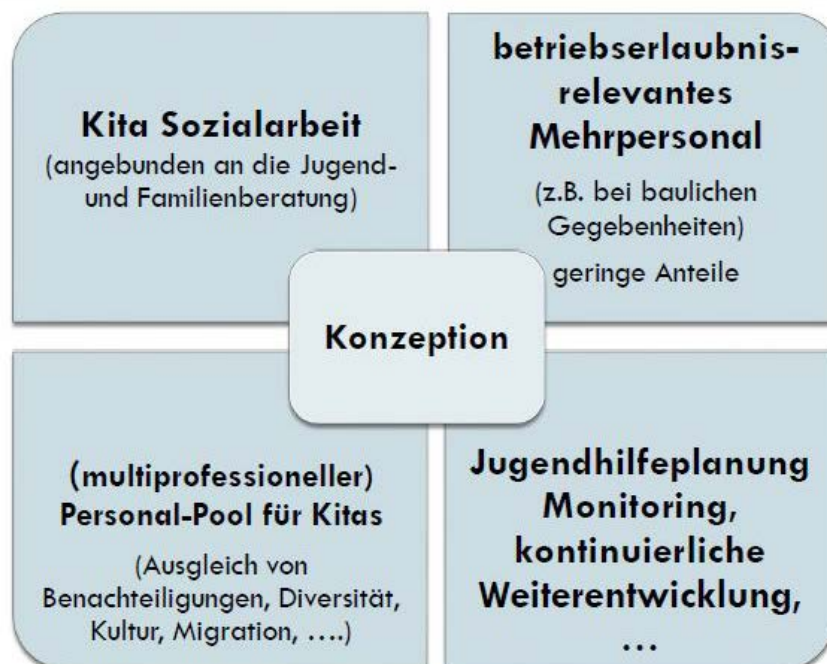 Kita Sozialarbeit
(angebunden an die Jugend-
und Familienberatung)
betriebserlaubnis-
relevantes
Mehrpersonal
(z.B. bei baulichen
Gegebenheiten)
geringe Anteile
Konzeption
(multiprofessioneller)
Personal-Pool für Kitas
(Ausgleich von
Benachteiligungen, Diversität,
Kultur, Migration, ....)
Jugendhilfeplanung
Monitoring,
kontinuierliche
Weiterentwicklung,
...